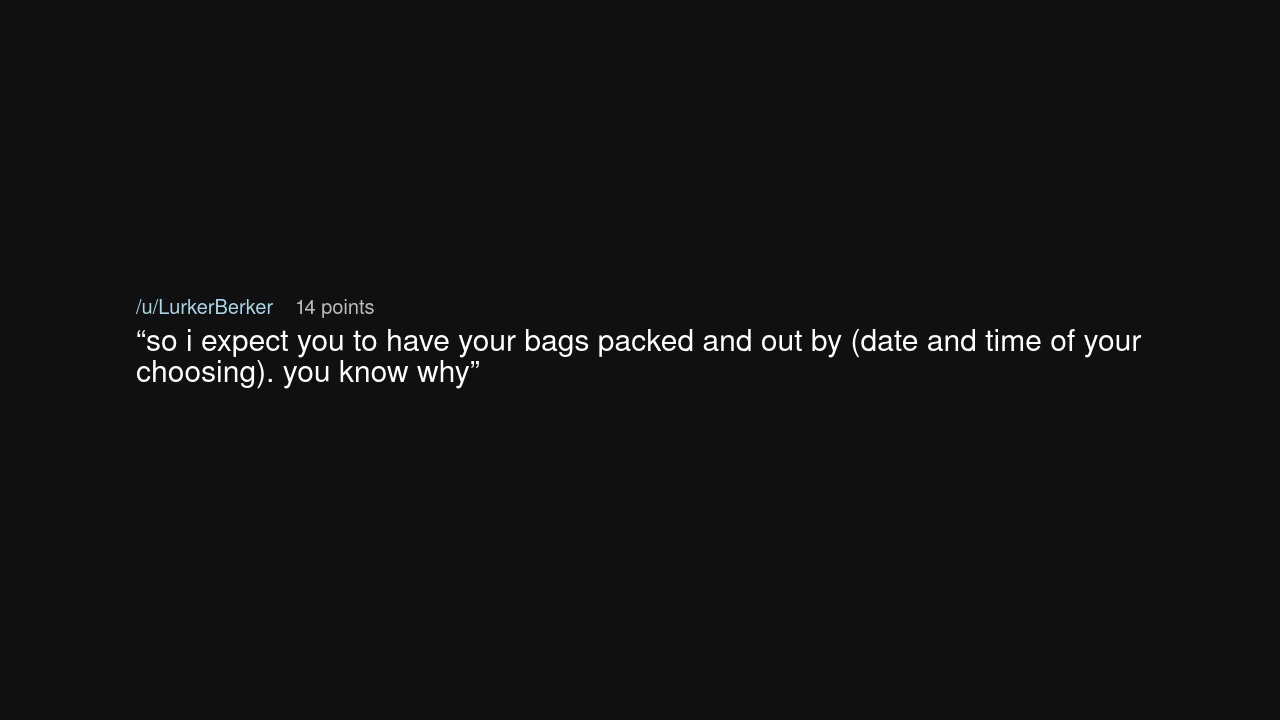 /u/LurkerBerker 14 points
“so i expect you to have your bags packed and out by (date and time of your
choosing). you know why”